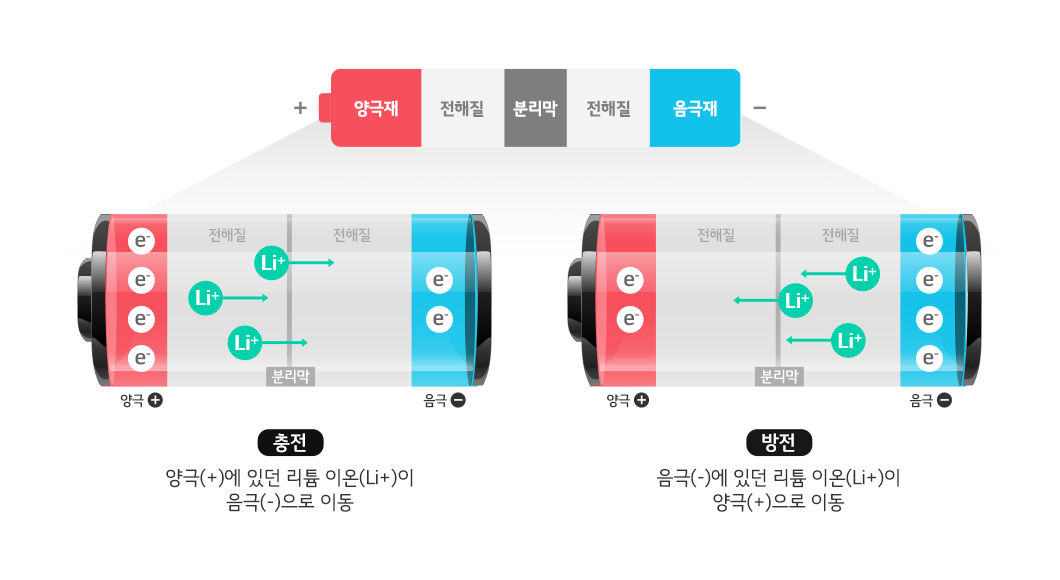 + 양극재 전해질 분리막 전해질 음극재 −
전해질 전해질
e-
e-
e-
e-
Li+
Li+
Li+
e-
e-
분리막
양극 +
음극 −
충전
양극(+)에 있던 리튬 이온(Li+)이
음극(-)으로 이동
전해질 전해질
e-
e-
Li+
Li+
Li+
e-
e-
e-
e-
분리막
양극 +
음극 −
방전
음극(-)에 있던 리튬 이온(Li+)이
양극(+)으로 이동